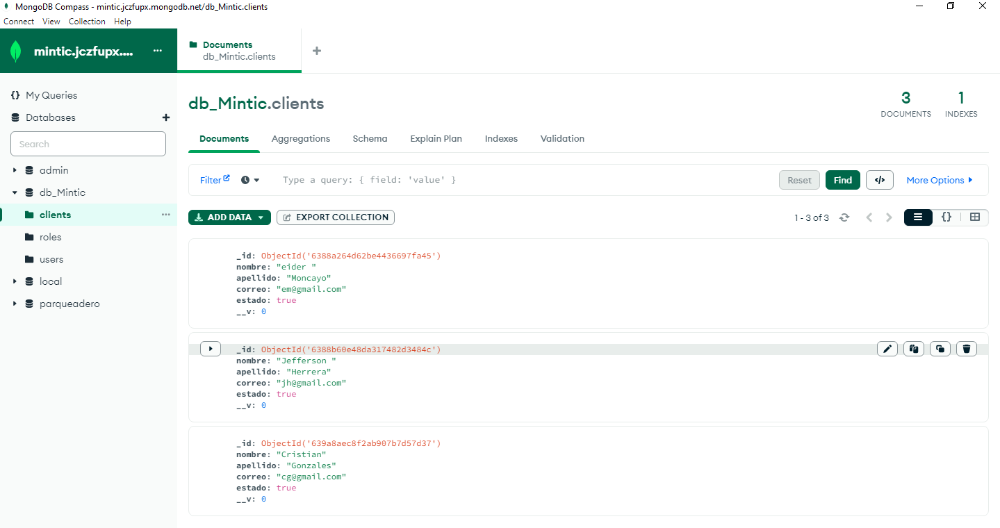 MongoDB Compass - mintic.jczfupx.mongodb.net/db_Mintic.clients
Connect View Collection Help
mintic.jczfupx....
Documents
db_Mintic.clients
My Queries
Databases
Search
admin
db_Mintic
clients
roles
users
local
parqueadero
db_Mintic.clients
3
DOCUMENTS
1
INDEXES
Documents Aggregations Schema Explain Plan Indexes Validation
Filter Type a query: { field: 'value' } Reset Find </> More Options
ADD DATA EXPORT COLLECTION 1 - 3 of 3 {}
_id: ObjectId('6388a264d62be4436697fa45')
nombre: "eider "
apellido: "Moncayo"
correo: "em@gmail.com"
estado: true
__v: 0
_id: ObjectId('6388b60e48da317482d3484c')
nombre: "Jefferson "
apellido: "Herrera"
correo: "jh@gmail.com"
estado: true
__v: 0
_id: ObjectId('639a8aec8f2ab907b7d57d37')
nombre: "Cristian"
apellido: "Gonzales"
correo: "cg@gmail.com"
estado: true
__v: 0